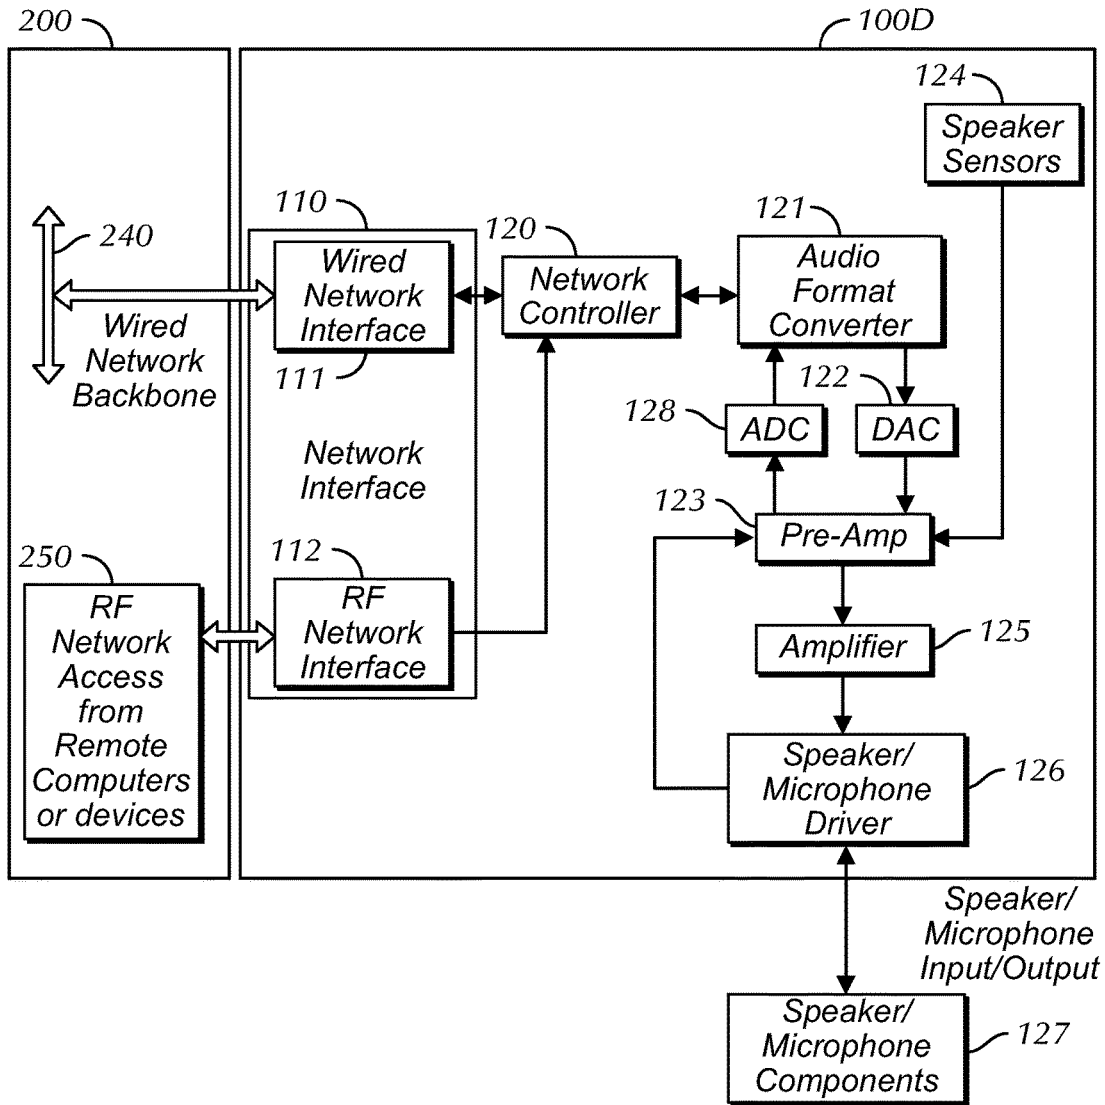 200
100D
124
Speaker
Sensors
110
240
120
121
Wired
Network
Interface
Network
Controller
Audio
Format
Converter
Wired
Network
Backbone
111
122
128
ADC
DAC
Network
Interface
123
Pre-Amp
250
112
RF
Network
Access
from
Remote
Computers
or devices
RF
Network
Interface
Amplifier
125
Speaker/
Microphone
Driver
126
Speaker/
Microphone
Input/Output
Speaker/
Microphone
Components
127